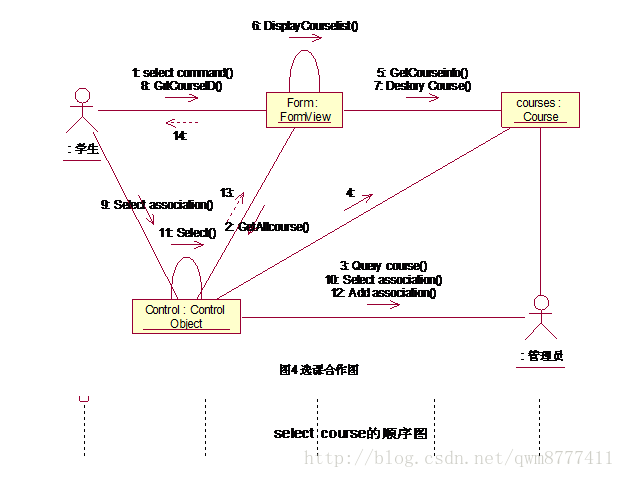 6: DisplayCourselist()
1: select command()
8: GdCourseID()
5: GetCourseinfo()
7: Destroy Course()
Form :
FormView
courses :
Course
14:
: 学生
13:
4:
9: Select association()
2: GetAllcourse()
11: Select()
3: Query course()
10: Select association()
12: Add association()
Control : Control
Object
: 管理员
图4 选课合作图
select course的顺序图
http://blog.csdn.net/qwm8777411